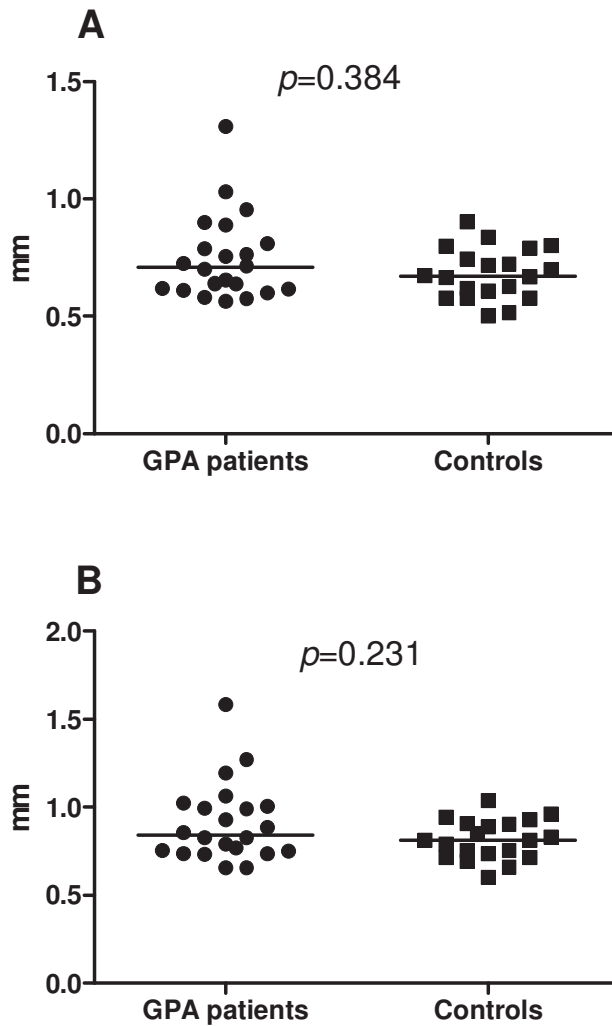 A
p=0.384
1.5
1.0
mm
0.5
0.0
GPA patients Controls
B
2.0
p=0.231
1.5
mm
1.0
0.5
0.0
GPA patients Controls